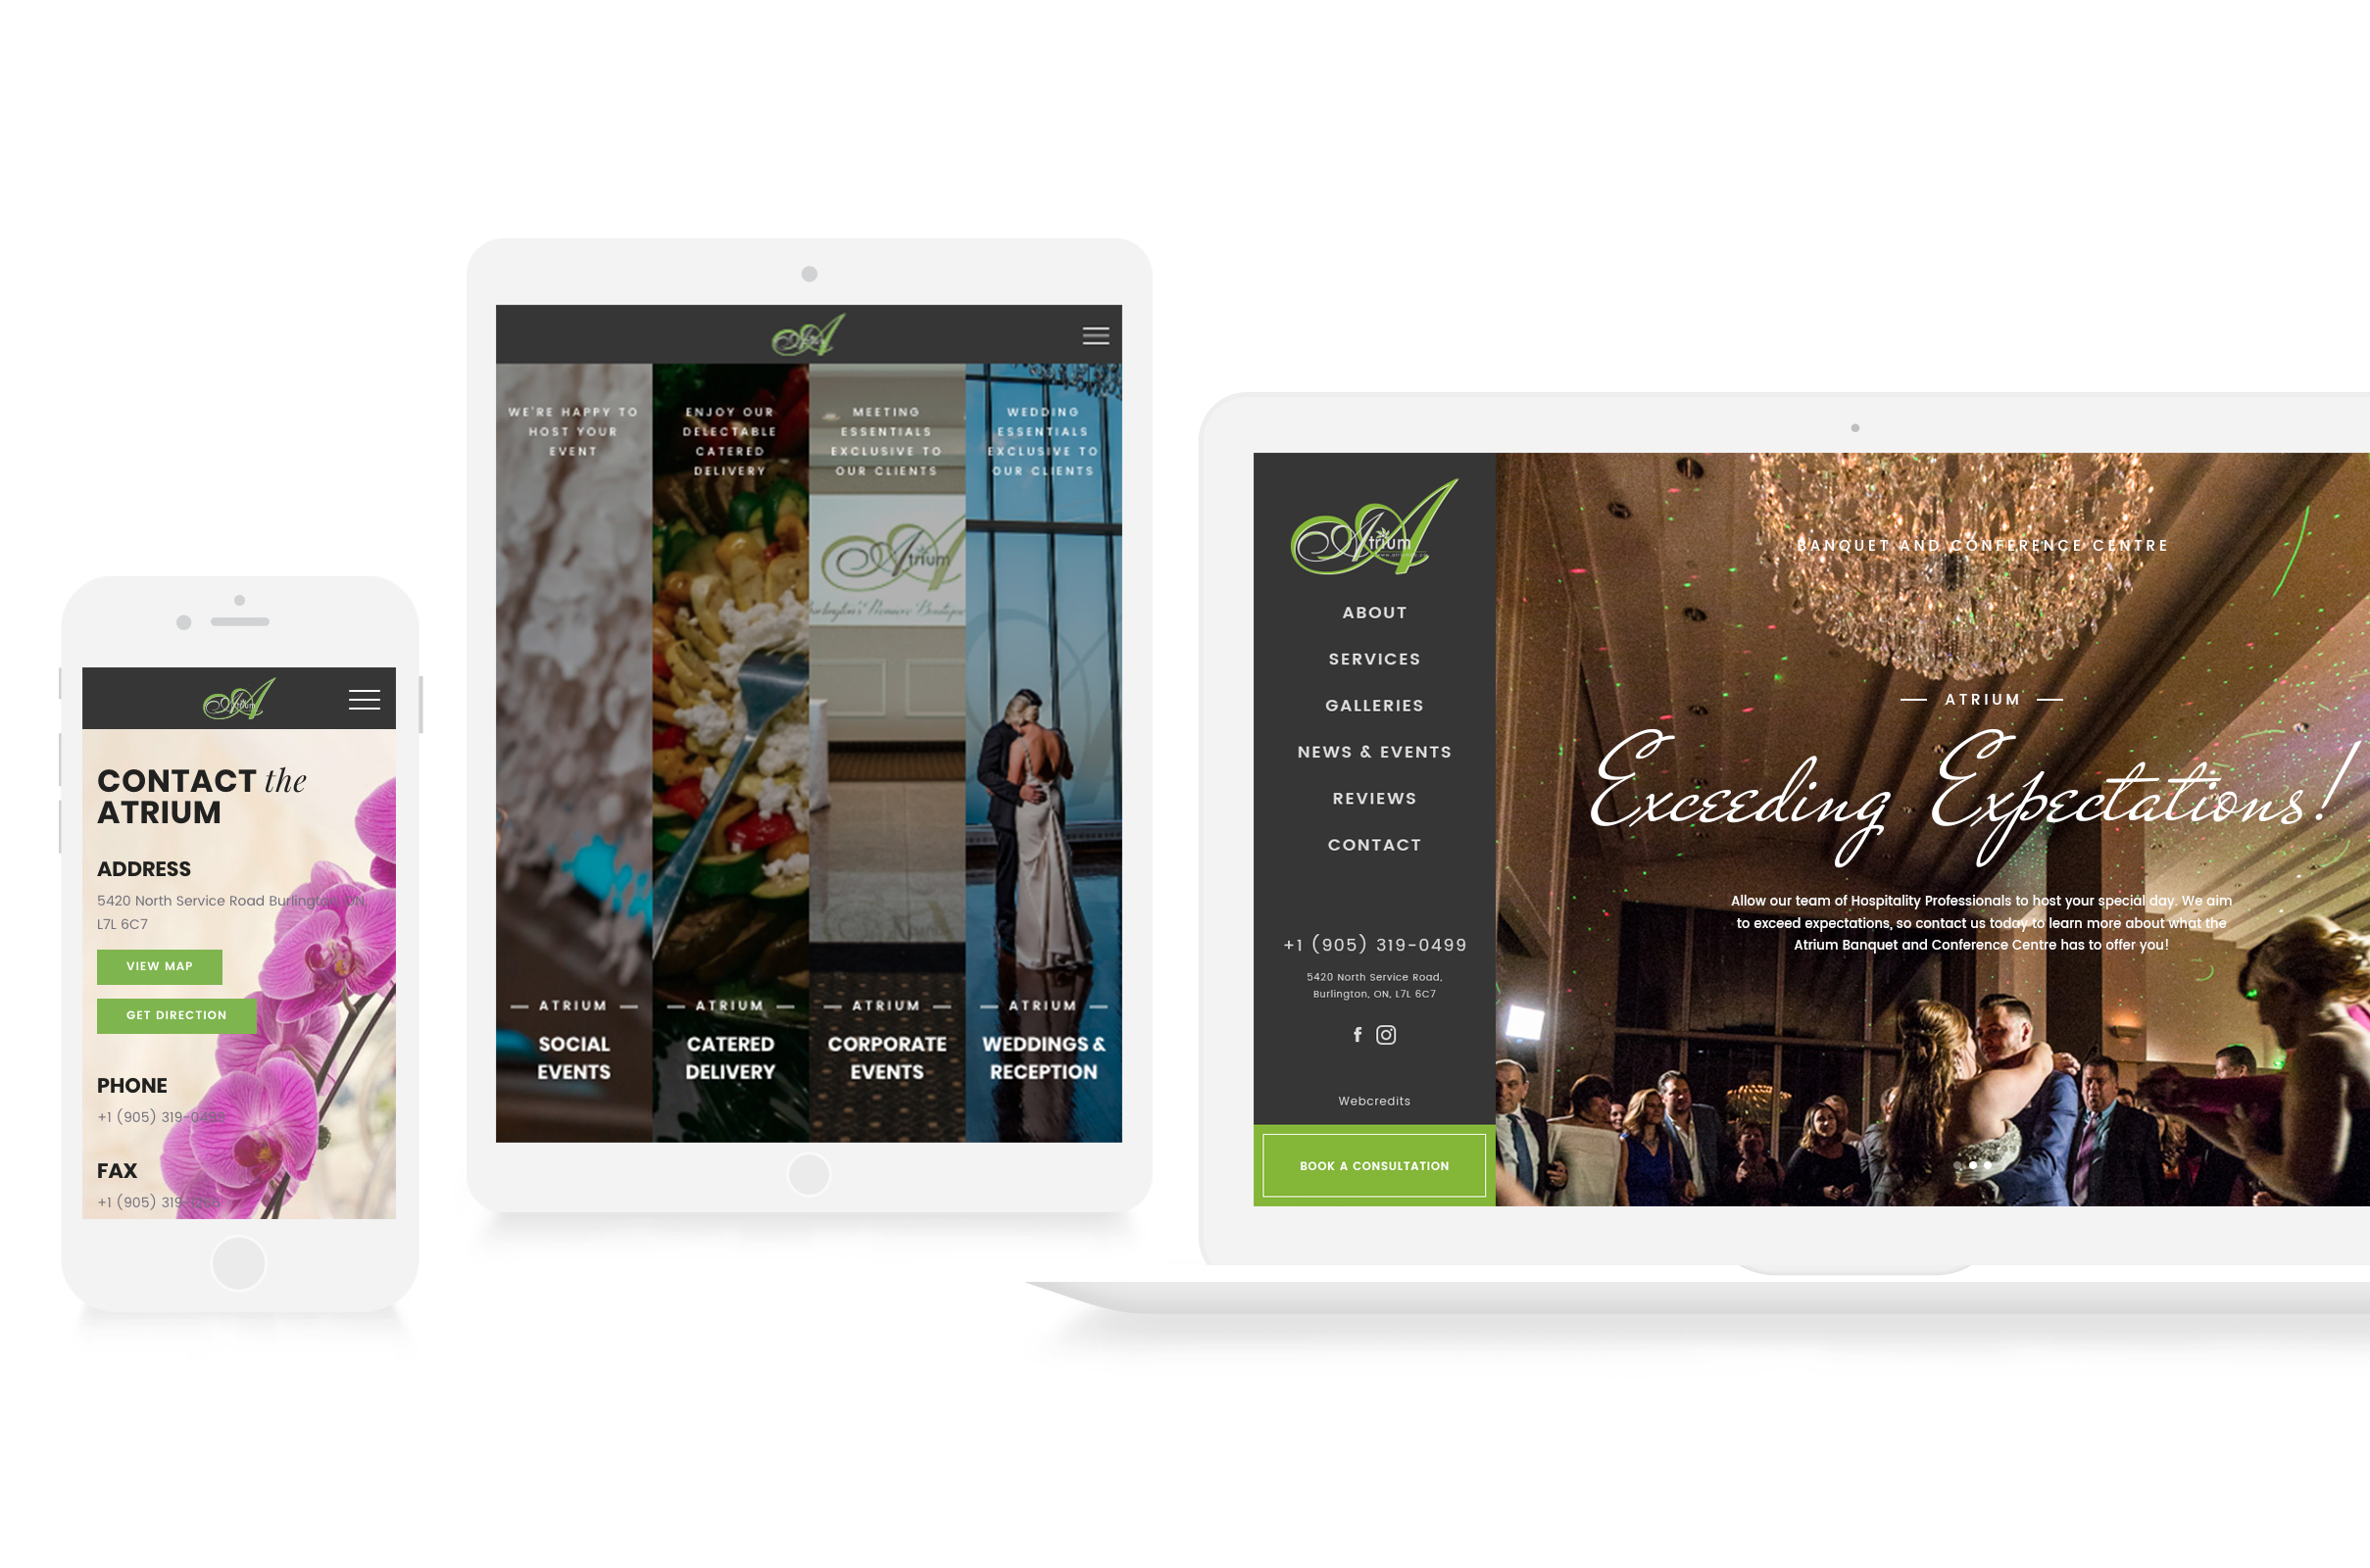 Atrium
CONTACT the
ATRIUM
ADDRESS
5420 North Service Road Burlington, ON,
L7L 6C7
VIEW MAP
GET DIRECTION
PHONE
+1 (905) 319-0499
FAX
+1 (905) 319-
WE'RE HAPPY TO
HOST YOUR
EVENT
ATRIUM
SOCIAL
EVENTS
ENJOY OUR
DELECTABLE
CATERED
DELIVERY
ATRIUM
CATERED
DELIVERY
MEETING
ESSENTIALS
EXCLUSIVE TO
OUR CLIENTS
Atrium
ATRIUM
CORPORATE
EVENTS
WEDDING
ESSENTIALS
EXCLUSIVE TO
OUR CLIENTS
ATRIUM
WEDDINGS &
RECEPTION
Atrium
ABOUT
SERVICES
GALLERIES
NEWS & EVENTS
REVIEWS
CONTACT
+1 (905) 319-0499
5420 North Service Road,
Burlington, ON, L7L 6C7
Webcredits
BOOK A CONSULTATION
BANQUET AND CONFERENCE CENTRE
ATRIUM
Exceeding Expectations!
Allow our team of Hospitality Professionals to host your special day. We aim
to exceed expectations, so contact us today to learn more about what the
Atrium Banquet and Conference Centre has to offer you!